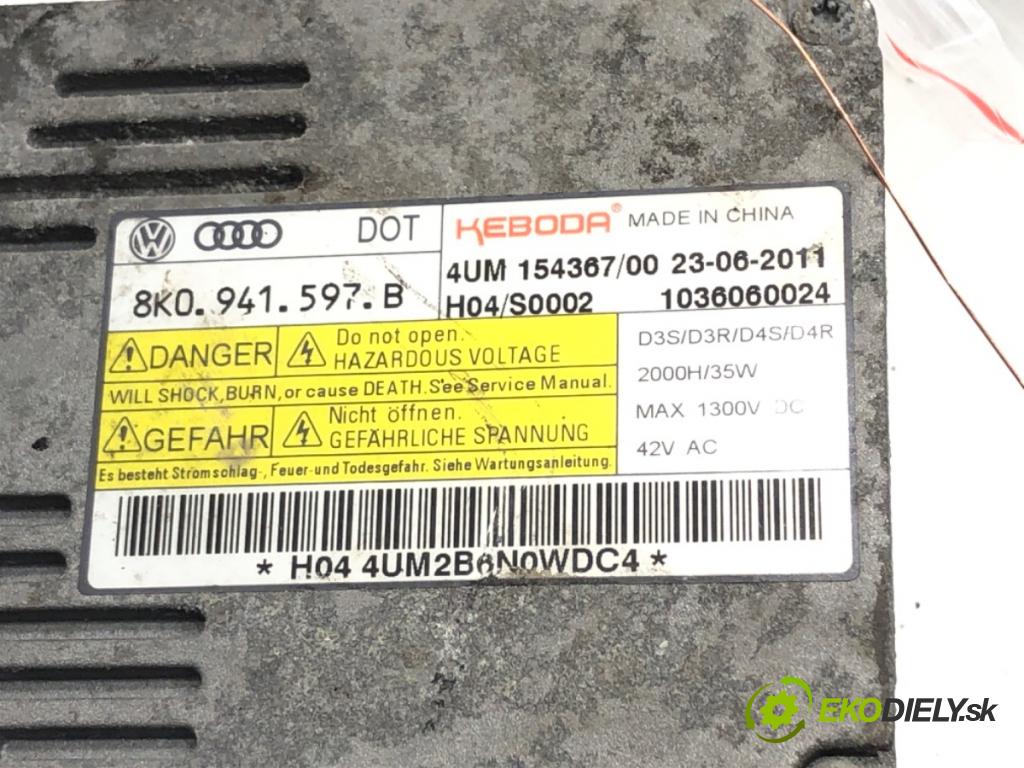 DOT
8K0.941.597.B
KEBODA® MADE IN CHINA
4UM 154367/00 23-06-2011
H04/S0002 1036060024
DANGER
Do not open.
HAZARDOUS VOLTAGE
WILL SHOCK, BURN, or cause DEATH. See Service Manual.
GEFAHR
Nicht öffnen.
GEFÄHRLICHE SPANNUNG
Es besteht Stromschlag-, Feuer-und Todesgefahr. Siehe Wartungsanleitung.
D3S/D3R/D4S/D4R
2000H/35W
MAX 1300V DC
42V AC
* H04 4UM2B6N0WDC4 *
EKODIELY.sk